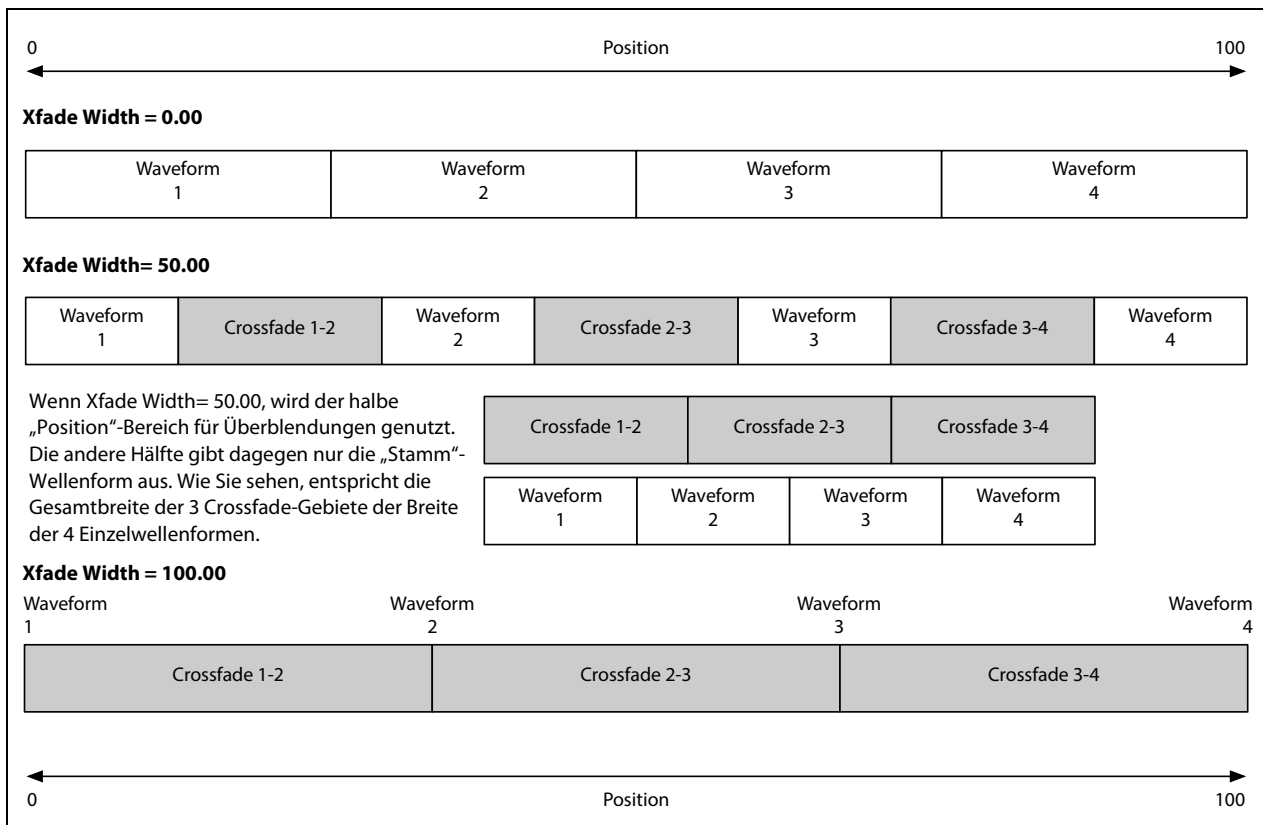 0 Position 100
Xfade Width = 0.00
Waveform Waveform Waveform Waveform
1 2 3 4
Xfade Width= 50.00
Waveform
1
Crossfade 1-2
Waveform
2
Crossfade 2-3
Waveform
3
Crossfade 3-4
Waveform
4
Wenn Xfade Width= 50.00, wird der halbe
„Position“-Bereich für Überblendungen genutzt.
Die andere Hälfte gibt dagegen nur die „Stamm“-
Wellenform aus. Wie Sie sehen, entspricht die
Gesamtbreite der 3 Crossfade-Gebiete der Breite
der 4 Einzelwellenformen.
Crossfade 1-2 Crossfade 2-3 Crossfade 3-4
Waveform Waveform Waveform Waveform
1 2 3 4
Xfade Width = 100.00
Waveform Waveform Waveform Waveform
1 2 3 4
Crossfade 1-2 Crossfade 2-3 Crossfade 3-4
0 Position 100